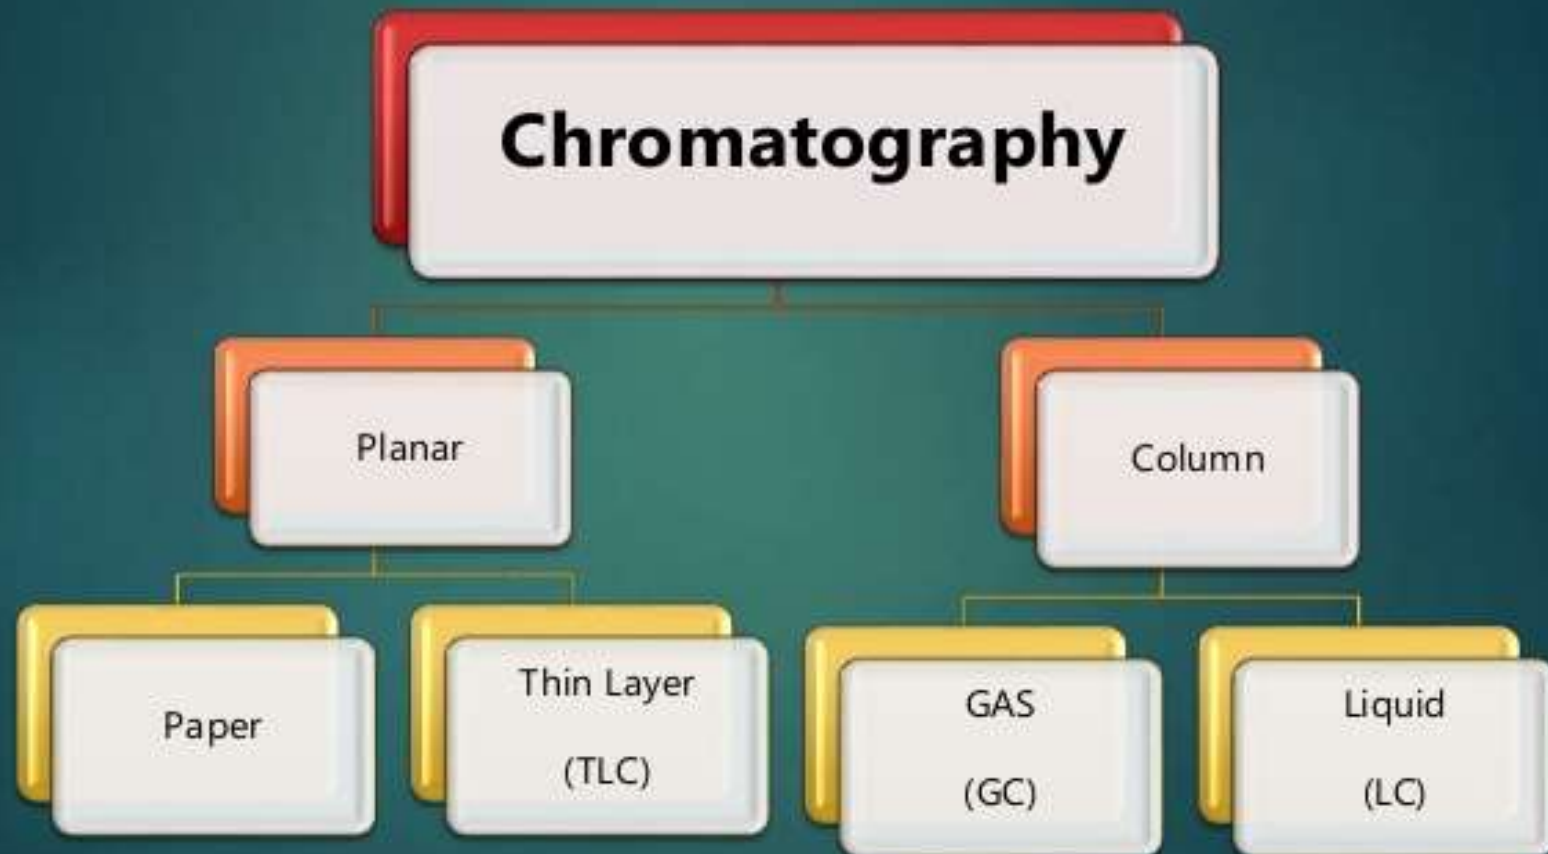 Chromatography
Planar
Column
Paper
Thin Layer
(TLC)
GAS
(GC)
Liquid
(LC)